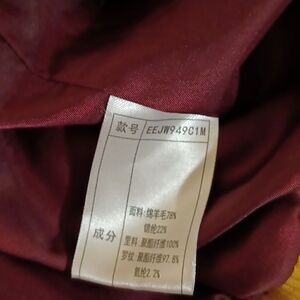 款号 EEJW949C1M
成分
面料:绵羊毛78%
锦纶22%
里料:聚酯纤维100%
罗纹:聚酯纤维97.8%
氨纶2.2%